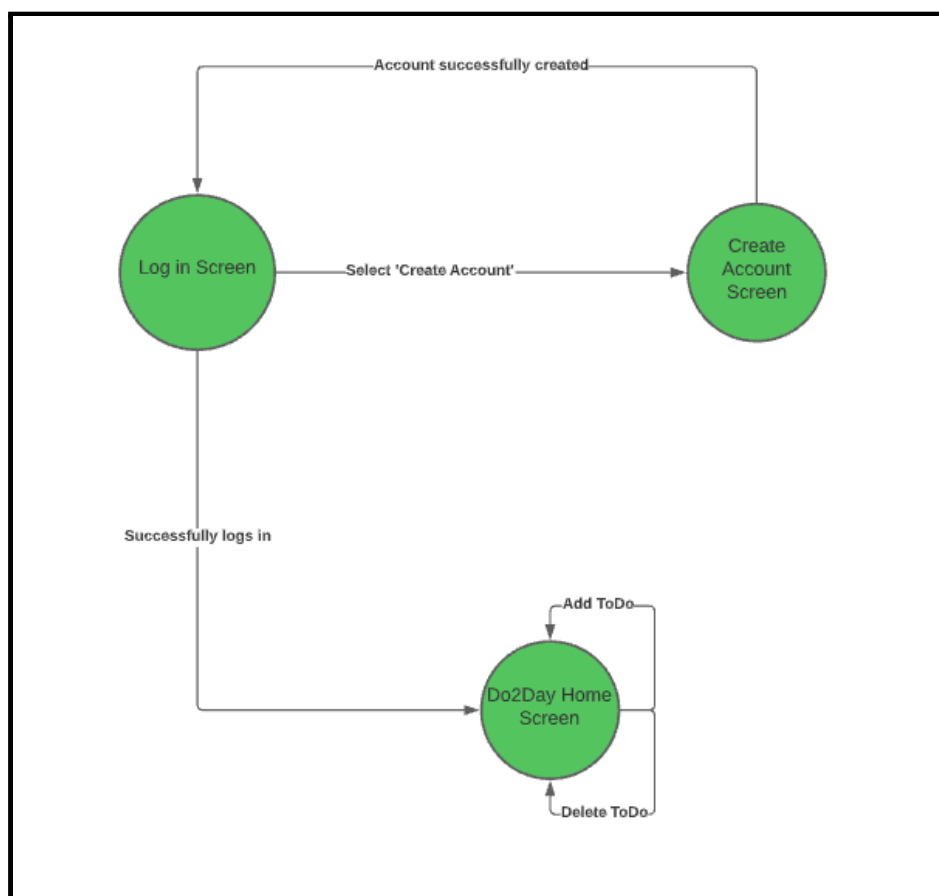 Account successfully created
Log in Screen
Select 'Create Account'
Create
Account
Screen
Successfully logs in
Add ToDo
Do2Day Home
Screen
Delete ToDo